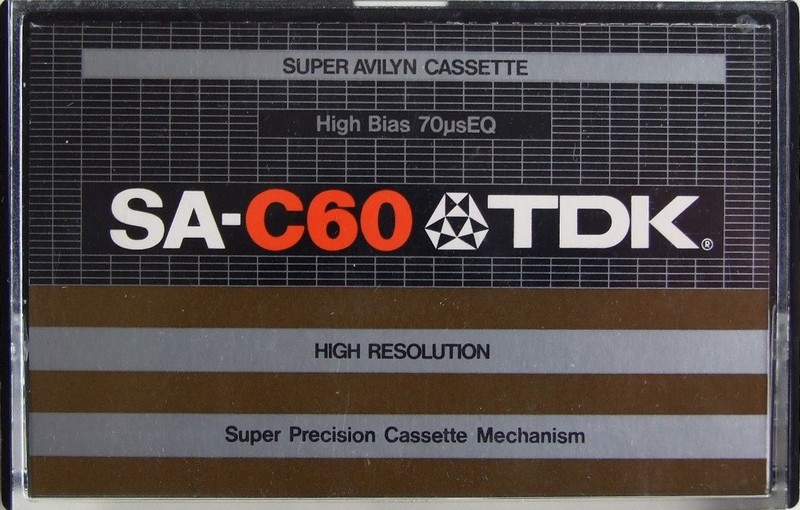 SUPER AVILYN CASSETTE
High Bias 70µsEQ
SA-C60 TDK®
HIGH RESOLUTION
Super Precision Cassette Mechanism